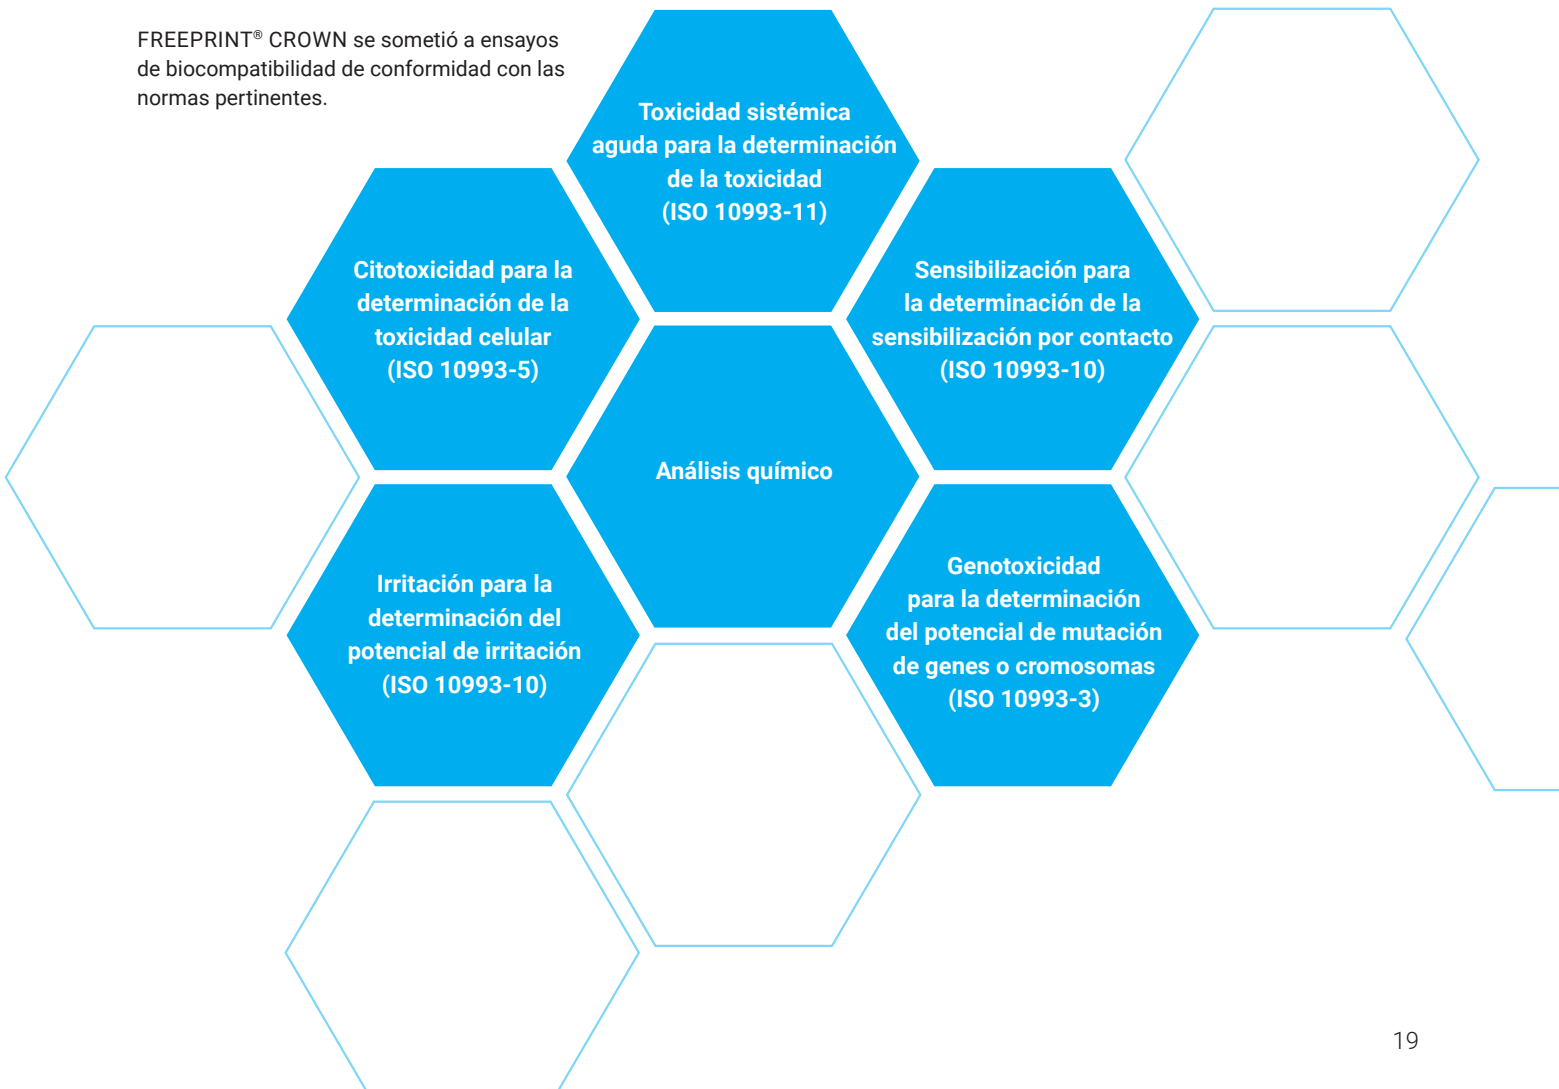 FREEPRINT® CROWN se sometió a ensayos
de biocompatibilidad de conformidad con las
normas pertinentes.
Toxicidad sistémica
aguda para la determinación
de la toxicidad
(ISO 10993-11)
Citotoxicidad para la
determinación de la
toxicidad celular
(ISO 10993-5)
Sensibilización para
la determinación de la
sensibilización por contacto
(ISO 10993-10)
Análisis químico
Irritación para la
determinación del
potencial de irritación
(ISO 10993-10)
Genotoxicidad
para la determinación
del potencial de mutación
de genes o cromosomas
(ISO 10993-3)
19